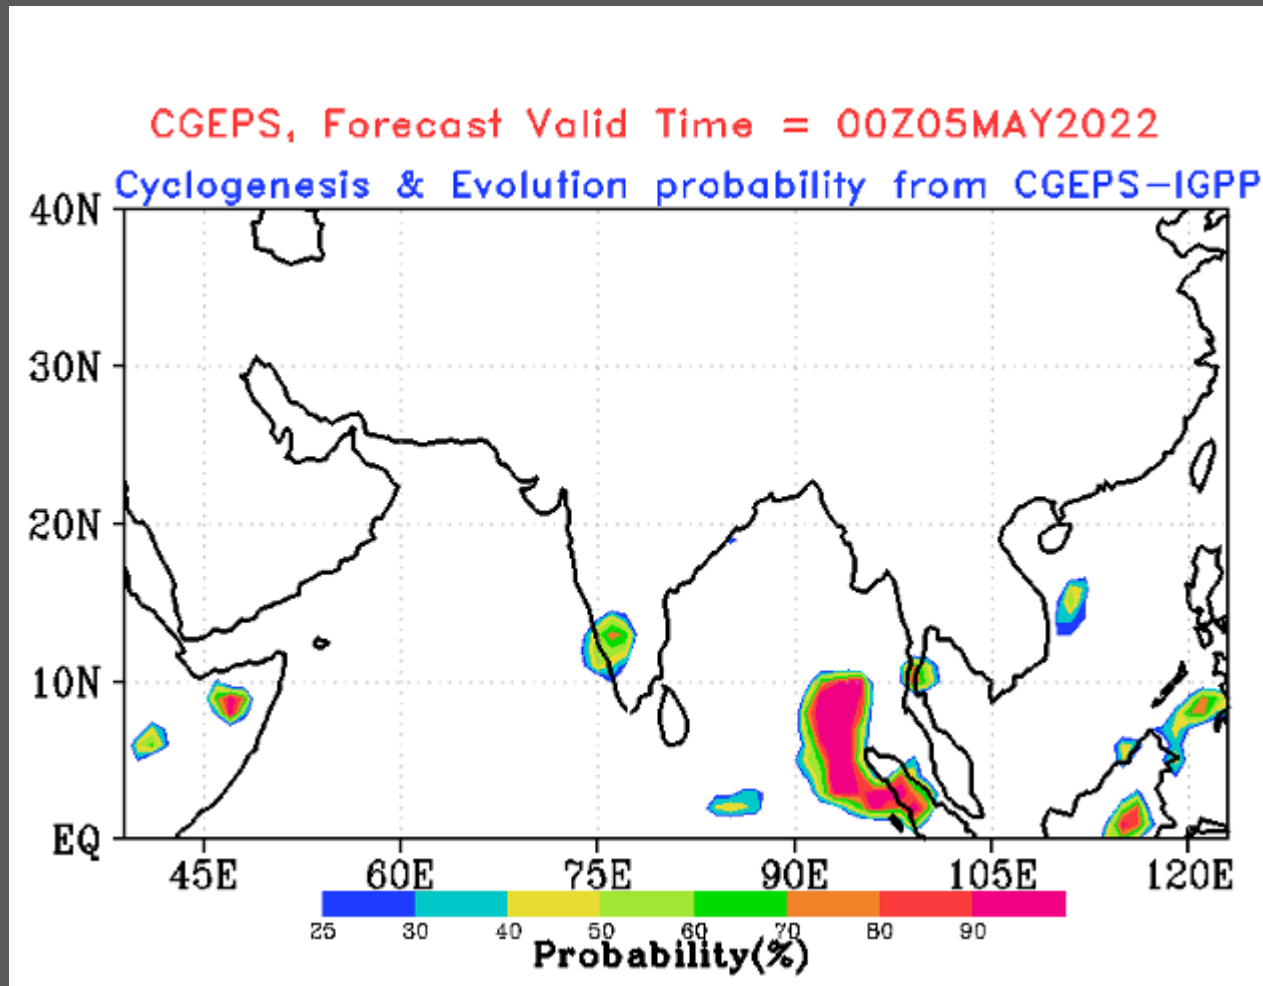 CGEPS, Forecast Valid Time = 00Z05MAY2022
Cyclogenesis & Evolution probability from CGEPS-IGPP
40N
30N
20N
10N
EQ
45E 60E 75E 90E 105E 120E
25 30 40 50 60 70 80 90
Probability(%)